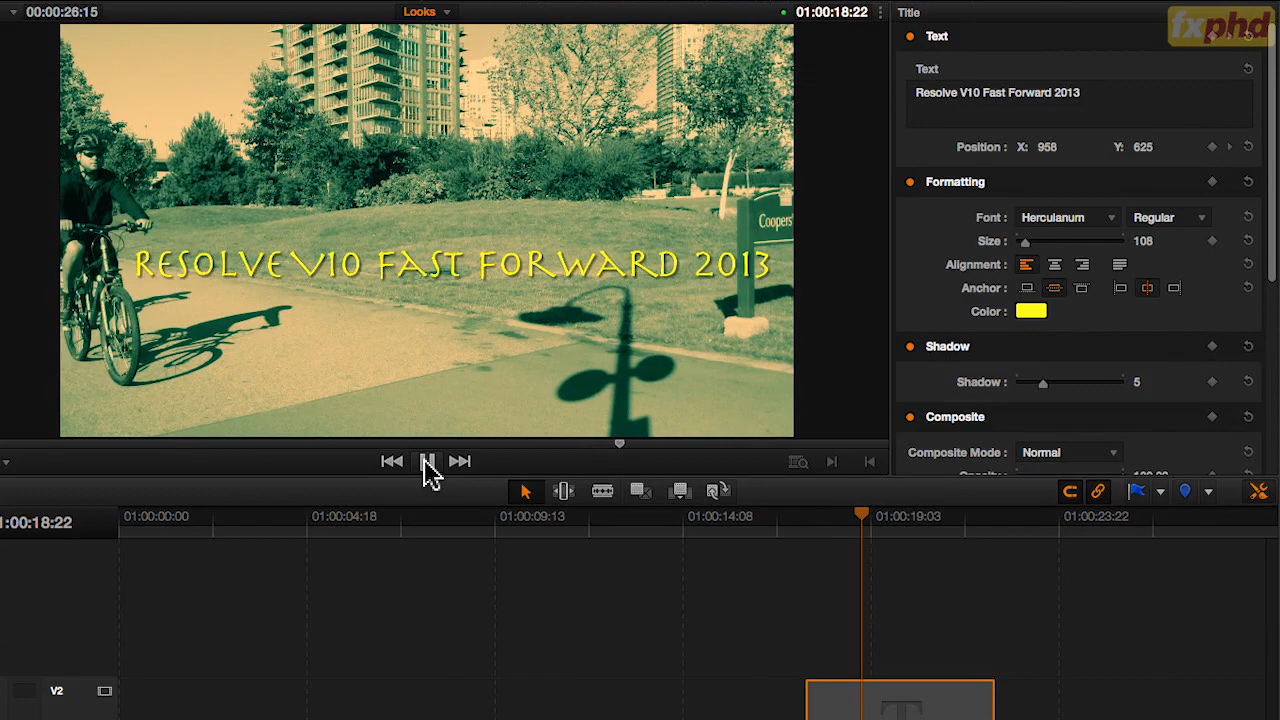 00:00:26:15
Looks
01:00:18:22
Title
fxphd
Text
Text
Resolve V10 Fast Forward 2013
Position : X: 958 Y: 625
Formatting
Font : Herculanum Regular
Size : 108
Alignment :
Anchor :
Color :
Shadow
Shadow : 5
Composite
Composite Mode : Normal
Coopers'
RESOLVE V10 FAST FORWARD 2013
1:00:18:22
01:00:00:00
01:00:04:18
01:00:09:13
01:00:14:08
01:00:19:03
01:00:23:22
V2
T